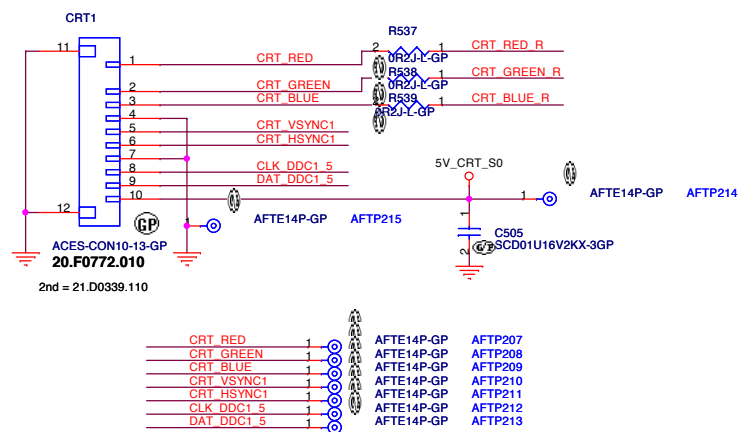 CRT1
11
1 CRT_RED 2 R537 0R2J-L-GP 1 CRT_RED_R
2 CRT_GREEN R538 0R2J-L-GP 1 CRT_GREEN_R
3 CRT_BLUE R539 0R2J-L-GP 1 CRT_BLUE_R
4
5 CRT_VSYNC1
6 CRT_HSYNC1
7
8 CLK_DDC1_5
9 DAT_DDC1_5
10
12
5V_CRT_S0
1 AFTE14P-GP AFTP214
1 AFTE14P-GP AFTP215
GP
ACES-CON10-13-GP
20.F0772.010
2nd = 21.D0339.110
1
C505
SCD01U16V2KX-3GP
2
CRT_RED 1 AFTE14P-GP AFTP207
CRT_GREEN 1 AFTE14P-GP AFTP208
CRT_BLUE 1 AFTE14P-GP AFTP209
CRT_VSYNC1 1 AFTE14P-GP AFTP210
CRT_HSYNC1 1 AFTE14P-GP AFTP211
CLK_DDC1_5 1 AFTE14P-GP AFTP212
DAT_DDC1_5 1 AFTE14P-GP AFTP213